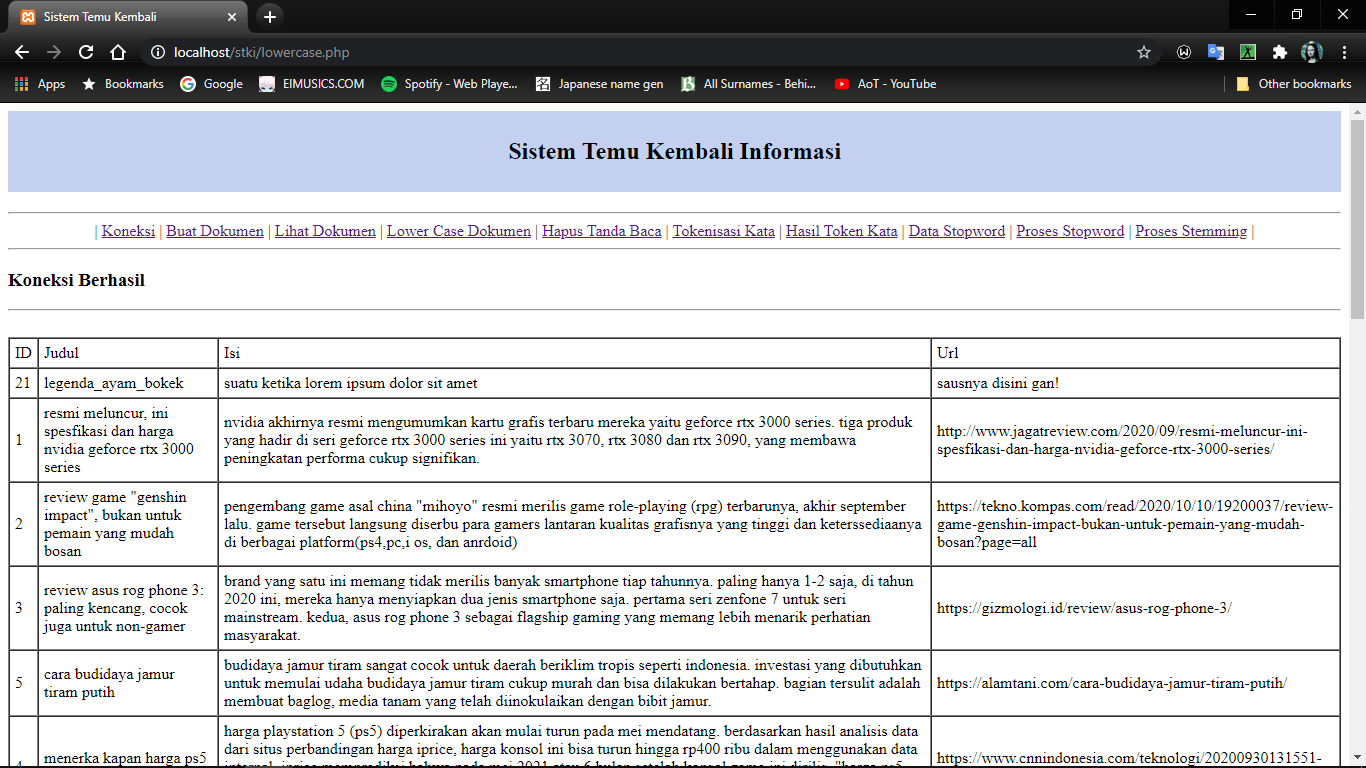 Sistem Temu Kembali
localhost/stki/lowercase.php
Apps Bookmarks Google EIMUSICS.COM Spotify - Web Playe... Japanese name gen All Surnames - Behi... AoT - YouTube Other bookmarks
Sistem Temu Kembali Informasi
| Koneksi | Buat Dokumen | Lihat Dokumen | Lower Case Dokumen | Hapus Tanda Baca | Tokenisasi Kata | Hasil Token Kata | Data Stopword | Proses Stopword | Proses Stemming |
Koneksi Berhasil
ID Judul Isi Url
21 legenda_ayam_bokek suatu ketika lorem ipsum dolor sit amet sausnya disini gan!
1
resmi meluncur, ini
spesfikasi dan harga
nvidia geforce rtx 3000
series
nvidia akhirnya resmi mengumumkan kartu grafis terbaru mereka yaitu geforce rtx 3000 series. tiga produk
yang hadir di seri geforce rtx 3000 series ini yaitu rtx 3070, rtx 3080 dan rtx 3090, yang membawa
peningkatan performa cukup signifikan.
http://www.jagatreview.com/2020/09/resmi-meluncur-ini-
spesfikasi-dan-harga-nvidia-geforce-rtx-3000-series/
2
review game "genshin
impact", bukan untuk
pemain yang mudah
bosan
pengembang game asal china "mihoyo" resmi merilis game role-playing (rpg) terbarunya, akhir september
lalu. game tersebut langsung diserbu para gamers lantaran kualitas grafisnya yang tinggi dan keterssediaanya
di berbagai platform(ps4,pc,i os, dan anrdoid)
https://tekno.kompas.com/read/2020/10/10/19200037/review-
game-genshin-impact-bukan-untuk-pemain-yang-mudah-
bosan?page=all
3
review asus rog phone 3:
paling kencang, cocok
juga untuk non-gamer
brand yang satu ini memang tidak merilis banyak smartphone tiap tahunnya. paling hanya 1-2 saja, di tahun
2020 ini, mereka hanya menyiapkan dua jenis smartphone saja. pertama seri zenfone 7 untuk seri
mainstream. kedua, asus rog phone 3 sebagai flagship gaming yang memang lebih menarik perhatian
masyarakat.
https://gizmologi.id/review/asus-rog-phone-3/
5
cara budidaya jamur
tiram putih
budidaya jamur tiram sangat cocok untuk daerah beriklim tropis seperti indonesia. investasi yang dibutuhkan
untuk memulai udaha budidaya jamur tiram cukup murah dan bisa dilakukan bertahap. bagian tersulit adalah
membuat baglog, media tanam yang telah diinokulaikan dengan bibit jamur.
https://alamtani.com/cara-budidaya-jamur-tiram-putih/
4
menerka kapan harga ps5
harga playstation 5 (ps5) diperkirakan akan mulai turun pada mei mendatang. berdasarkan hasil analisis data
dari situs perbandingan harga iprice, harga konsol ini bisa turun hingga rp400 ribu dalam menggunakan data
internal, iprice memprediksi bahwa pada mei 2021 atau 6 bulan setelah konsol game ini dirilis, "harga ps5
https://www.cnnindonesia.com/teknologi/20200930131551-